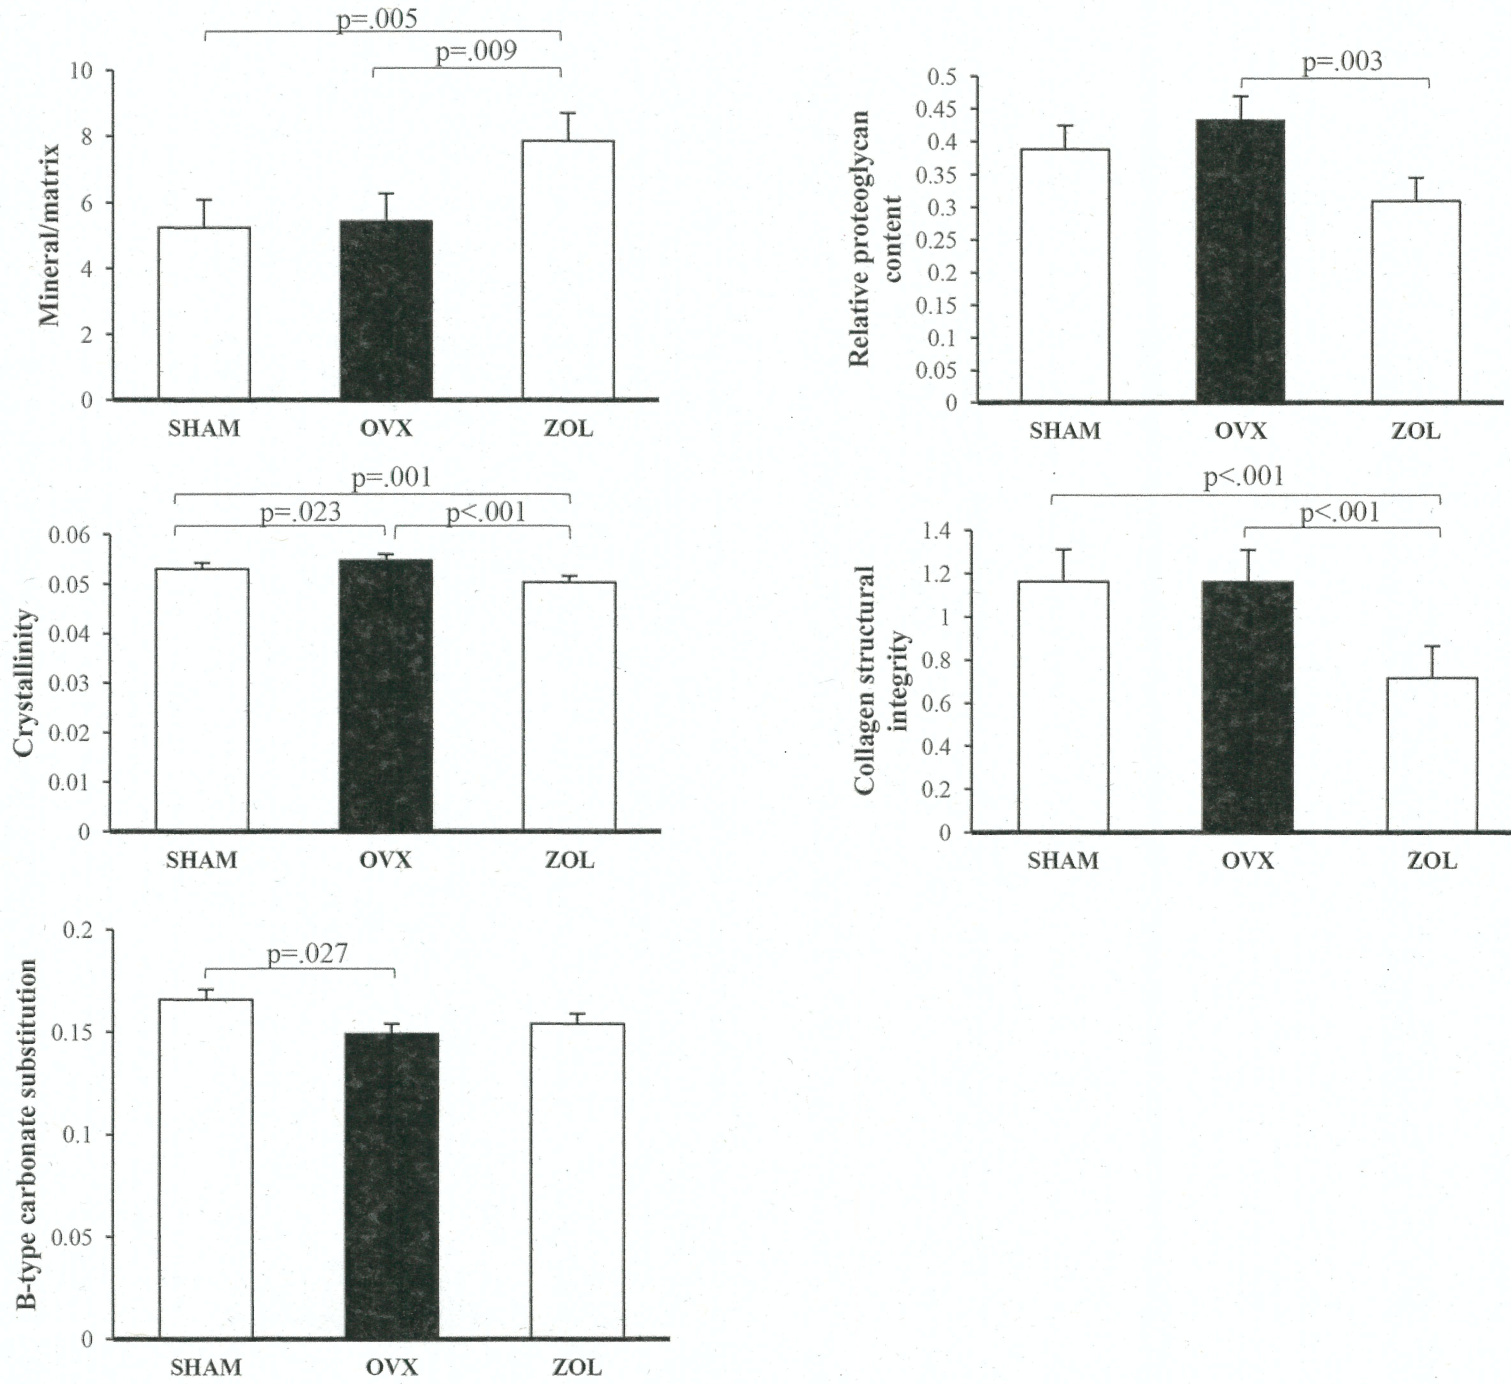 p=.005
p=.009
10
8
6
4
2
0
Mineral/matrix
SHAM OVX ZOL
p=.003
0.5
0.45
0.4
0.35
0.3
0.25
0.2
0.15
0.1
0.05
0
Relative proteoglycan
content
SHAM OVX ZOL
p=.001
p=.023 p<.001
0.06
0.05
0.04
0.03
0.02
0.01
0
Crystallinity
SHAM OVX ZOL
p<.001
p<.001
1.4
1.2
1
0.8
0.6
0.4
0.2
0
Collagen structural
integrity
SHAM OVX ZOL
p=.027
0.2
0.15
0.1
0.05
0
B-type carbonate substitution
SHAM OVX ZOL